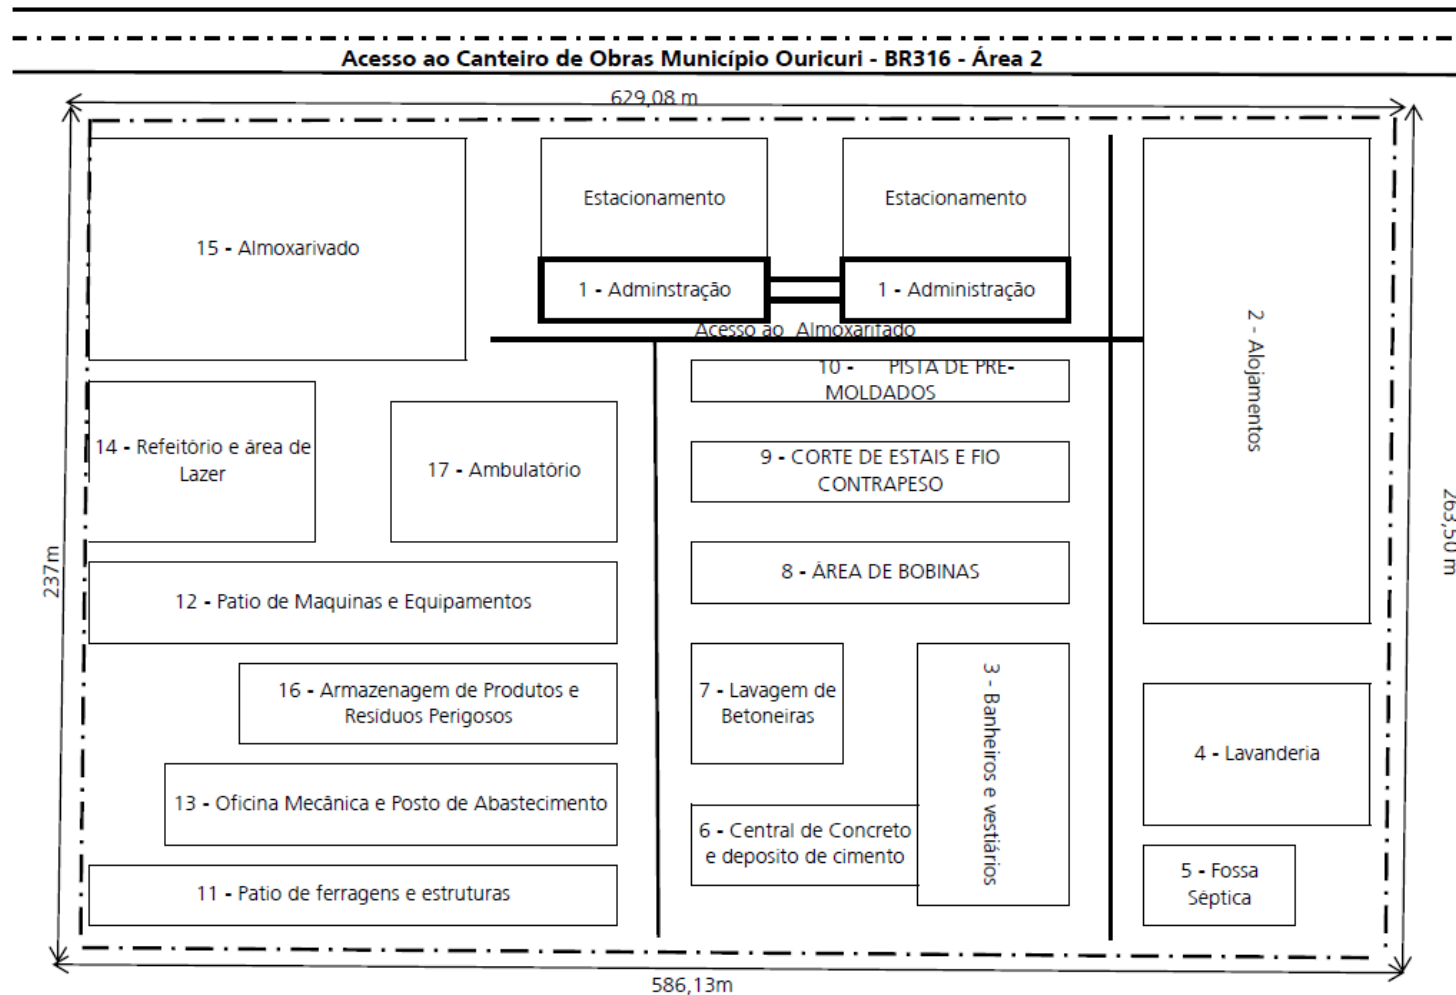 Acesso ao Canteiro de Obras Município Ouricuri - BR316 - Área 2
629,08 m
Estacionamento
Estacionamento
15 - Almoxarivado
1 - Adminstração
1 - Administração
Acesso ao Almoxarifado
2 - Alojamentos
10 - PISTA DE PRE-
MOLDADOS
14 - Refeitório e área de
Lazer
17 - Ambulatório
9 - CORTE DE ESTAIS E FIO
CONTRAPESO
263,50 m
237m
12 - Patio de Maquinas e Equipamentos
8 - ÁREA DE BOBINAS
16 - Armazenagem de Produtos e
Resíduos Perigosos
7 - Lavagem de
Betoneiras
3 - Banheiros e vestiários
4 - Lavanderia
13 - Oficina Mecânica e Posto de Abastecimento
6 - Central de Concreto
e deposito de cimento
11 - Patio de ferragens e estruturas
5 - Fossa
Séptica
586,13m